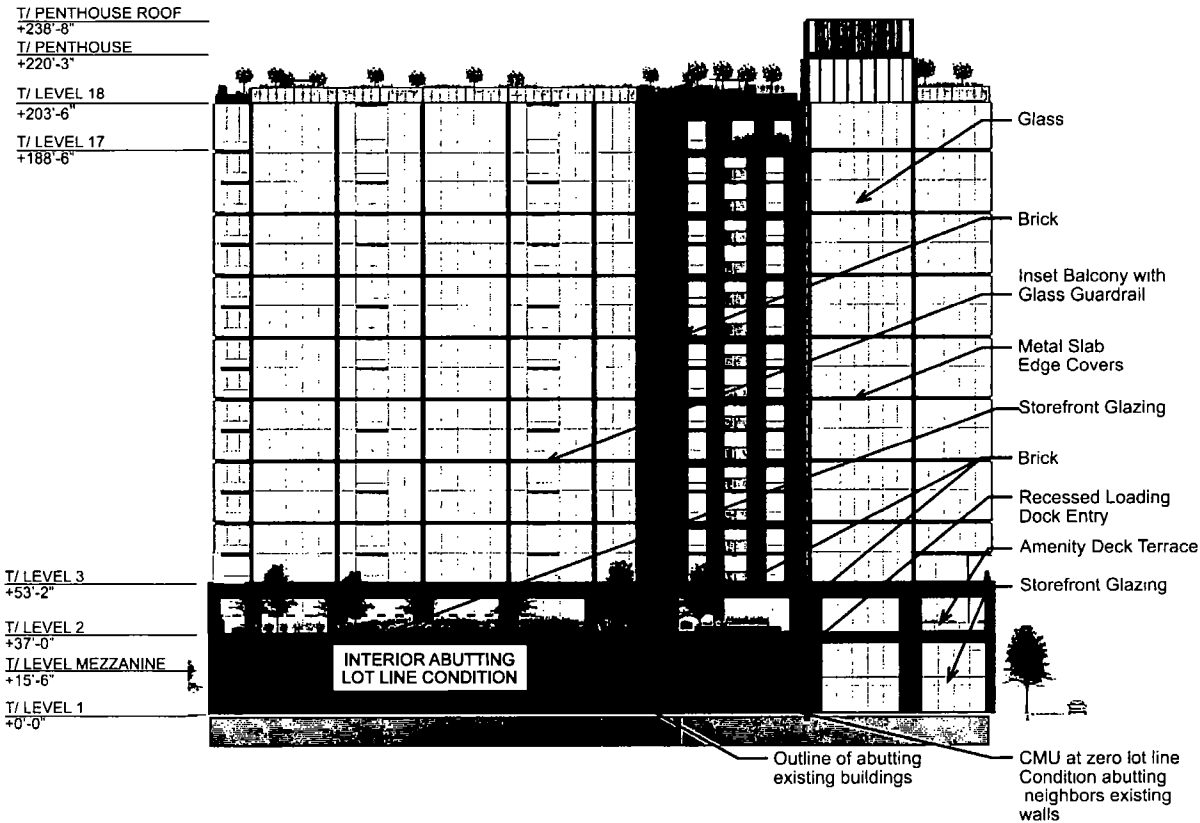 T/ PENTHOUSE ROOF
+238'-8"
T/ PENTHOUSE
+220'-3"
T/ LEVEL 18
+203'-6"
T/ LEVEL 17
+188'-6"
T/ LEVEL 3
+53'-2"
T/ LEVEL 2
+37'-0"
T/ LEVEL MEZZANINE
+15'-6"
T/ LEVEL 1
+0'-0"
INTERIOR ABUTTING
LOT LINE CONDITION
Glass
Brick
Inset Balcony with
Glass Guardrail
Metal Slab
Edge Covers
Storefront Glazing
Brick
Recessed Loading
Dock Entry
Amenity Deck Terrace
Storefront Glazing
Outline of abutting
existing buildings
CMU at zero lot line
Condition abutting
neighbors existing
walls